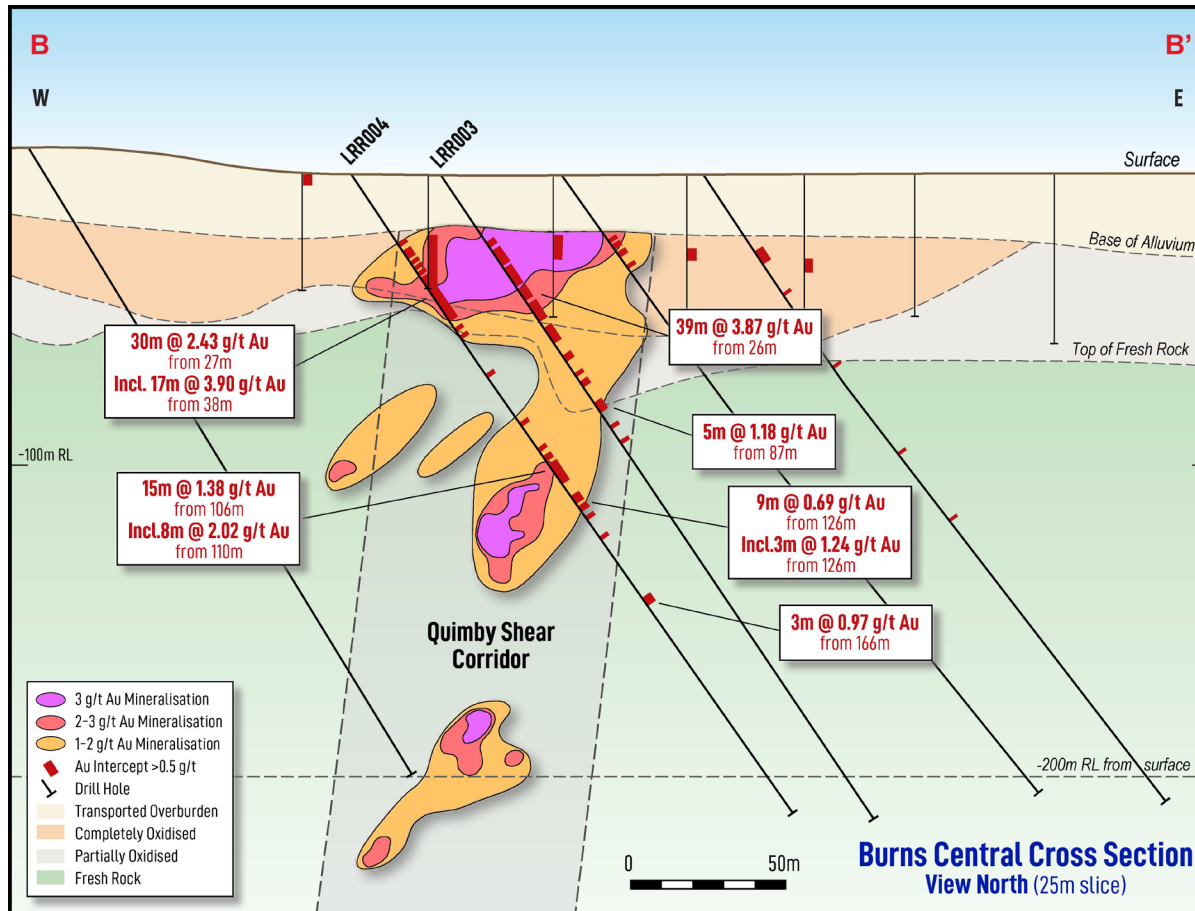 B
B'
W
E
LRR004
LRR003
Surface
Base of Alluvium
Top of Fresh Rock
30m @ 2.43 g/t Au
from 27m
Incl. 17m @ 3.90 g/t Au
from 38m
39m @ 3.87 g/t Au
from 26m
5m @ 1.18 g/t Au
from 87m
-100m RL
15m @ 1.38 g/t Au
from 106m
Incl.8m @ 2.02 g/t Au
from 110m
9m @ 0.69 g/t Au
from 126m
Incl.3m @ 1.24 g/t Au
from 126m
3m @ 0.97 g/t Au
from 166m
Quimby Shear
Corridor
3 g/t Au Mineralisation
2-3 g/t Au Mineralisation
1-2 g/t Au Mineralisation
Au Intercept >0.5 g/t
Drill Hole
Transported Overburden
Completely Oxidised
Partially Oxidised
Fresh Rock
-200m RL from surface
0
50m
Burns Central Cross Section
View North (25m slice)